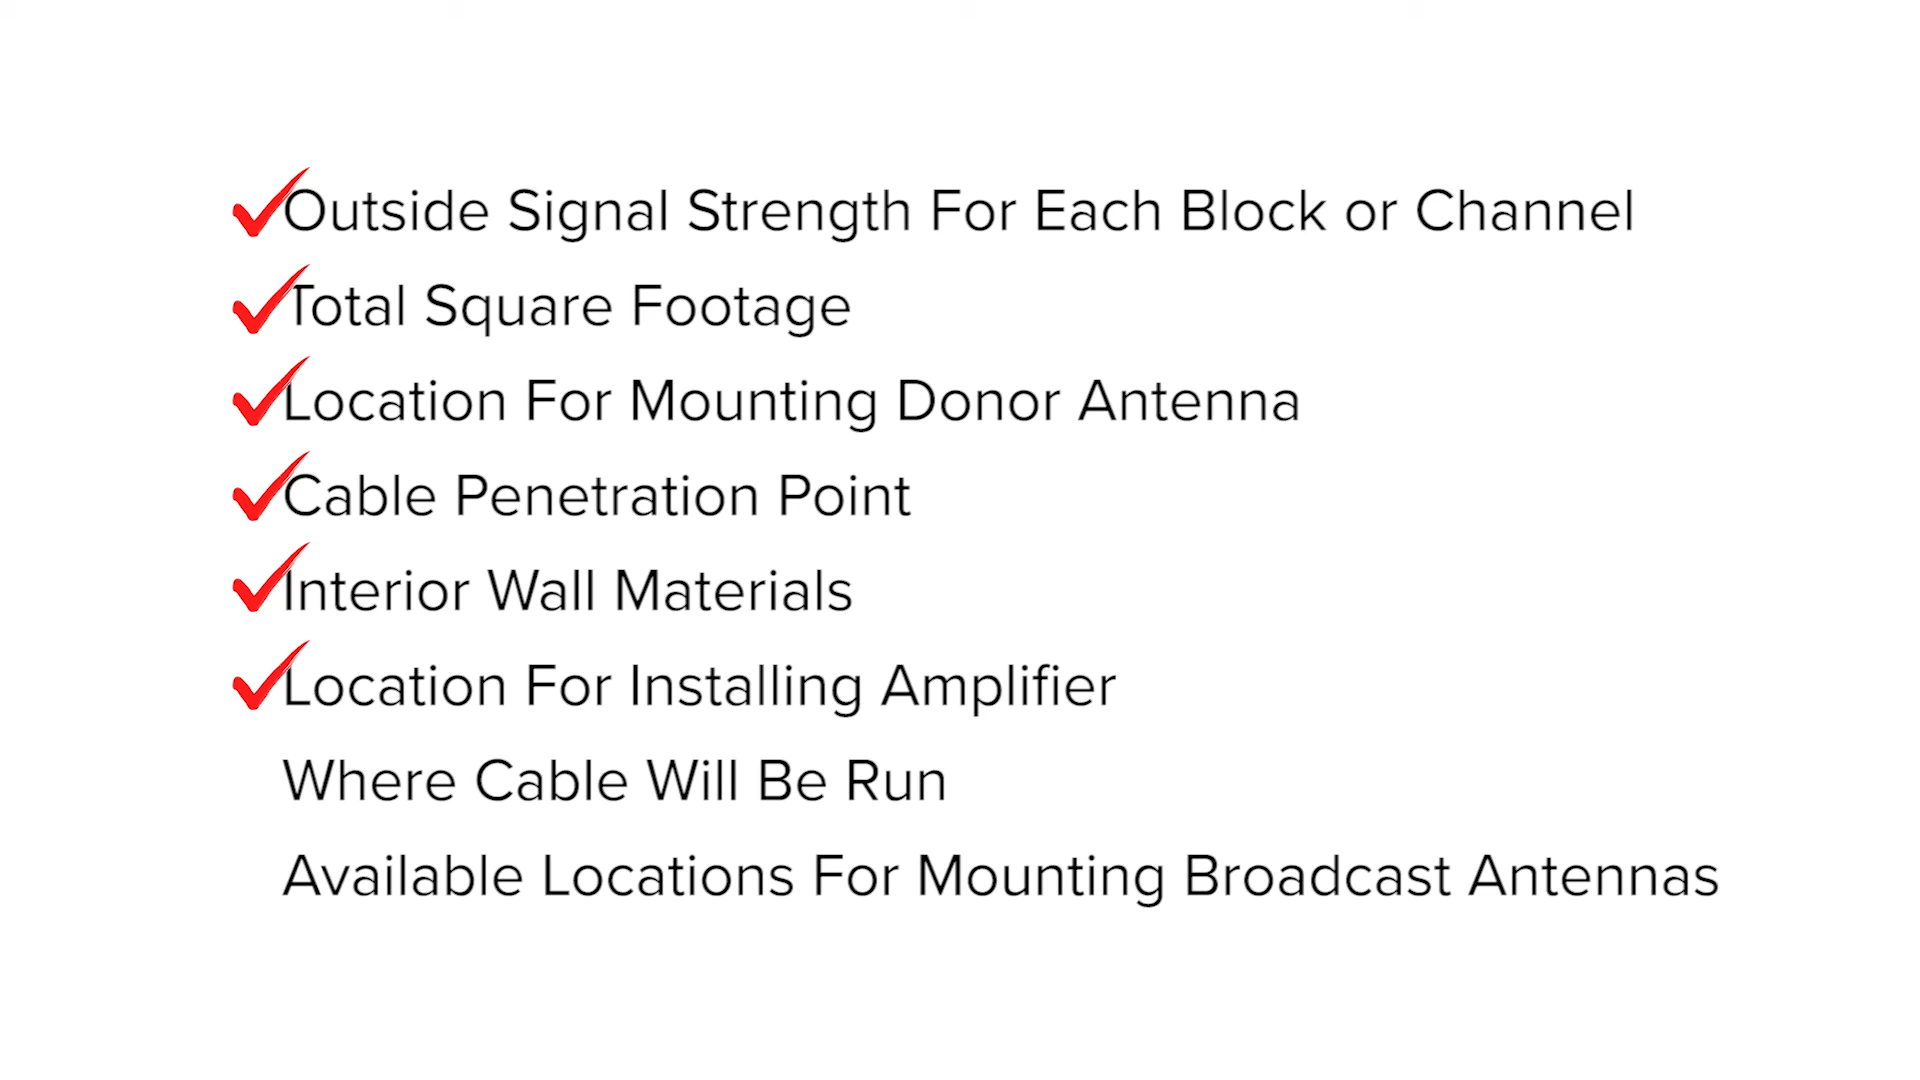 Outside Signal Strength For Each Block or Channel
Total Square Footage
Location For Mounting Donor Antenna
Cable Penetration Point
Interior Wall Materials
Location For Installing Amplifier
Where Cable Will Be Run
Available Locations For Mounting Broadcast Antennas